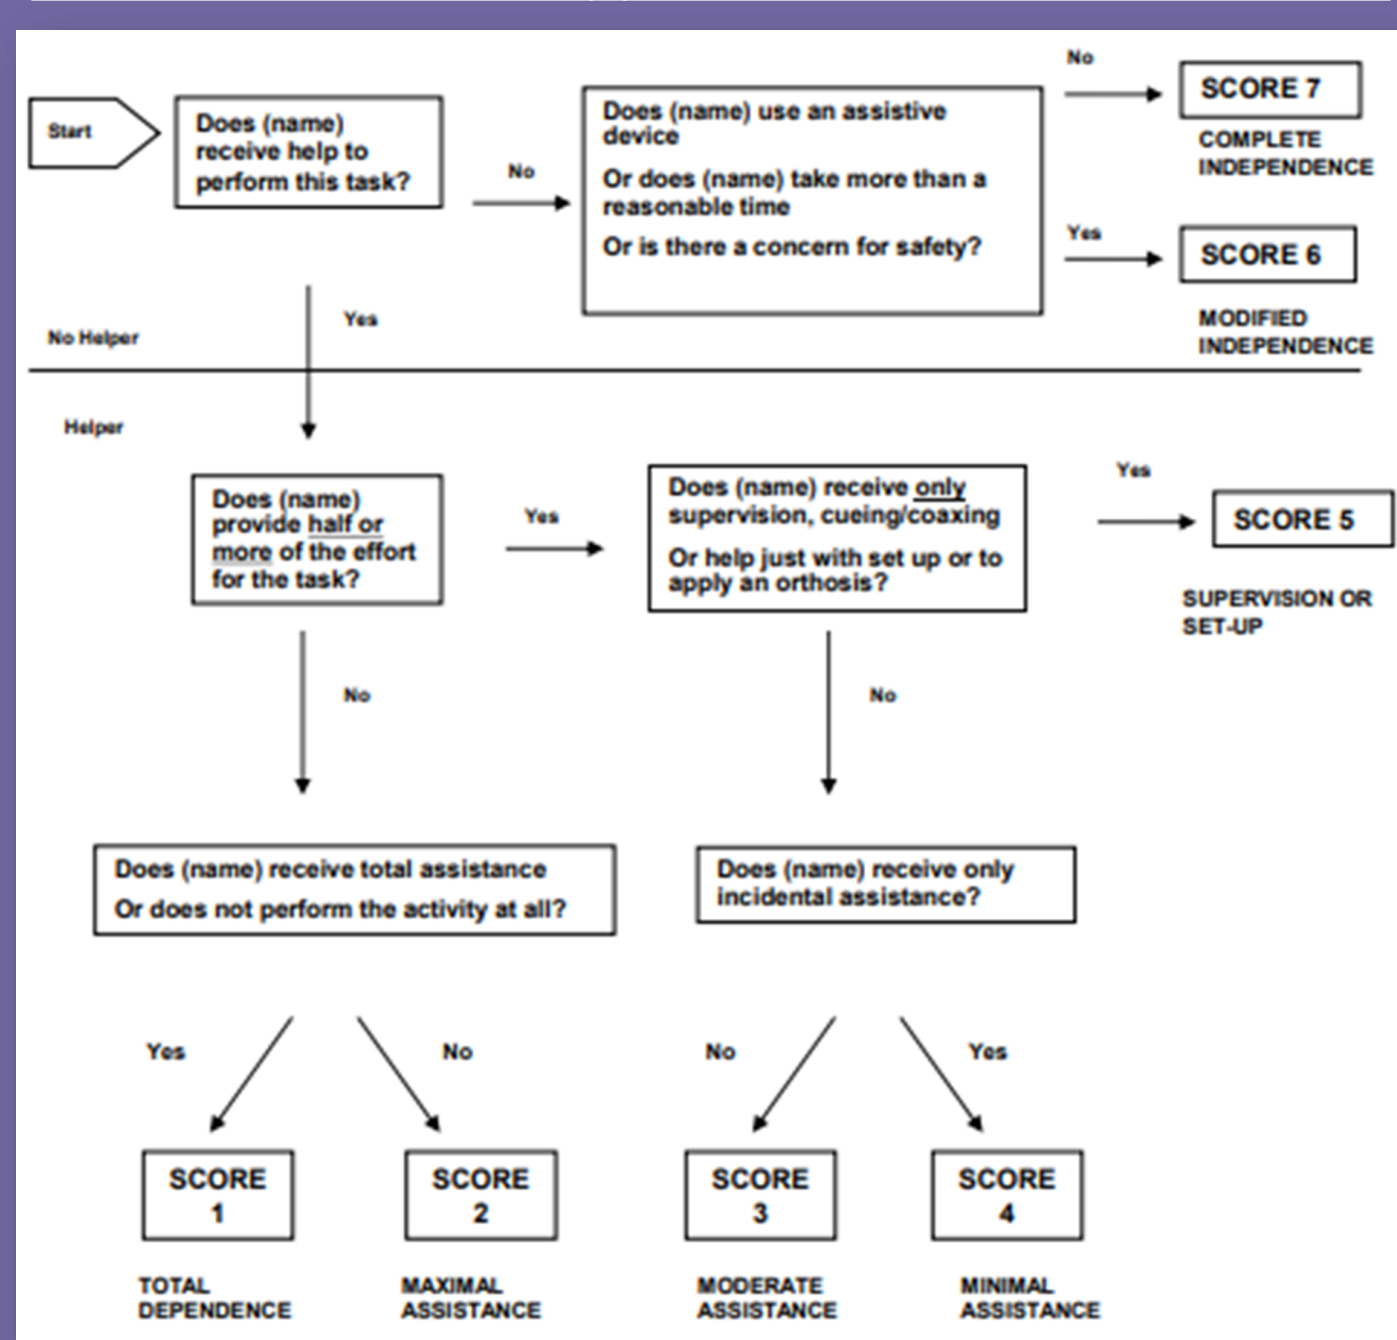 Start
Does (name)
receive help to
perform this task?
No
Does (name) use an assistive
device
Or does (name) take more than a
reasonable time
Or is there a concern for safety?
No
SCORE 7
COMPLETE
INDEPENDENCE
Yes
SCORE 6
MODIFIED
INDEPENDENCE
Yes
No Helper
Helper
Does (name)
provide half or
more of the effort
for the task?
Yes
Does (name) receive only
supervision, cueing/coaxing
Or help just with set up or to
apply an orthosis?
Yes
SCORE 5
SUPERVISION OR
SET-UP
No
No
Does (name) receive total assistance
Or does not perform the activity at all?
Does (name) receive only
incidental assistance?
Yes
No
No
Yes
SCORE
1
SCORE
2
SCORE
3
SCORE
4
TOTAL
DEPENDENCE
MAXIMAL
ASSISTANCE
MODERATE
ASSISTANCE
MINIMAL
ASSISTANCE